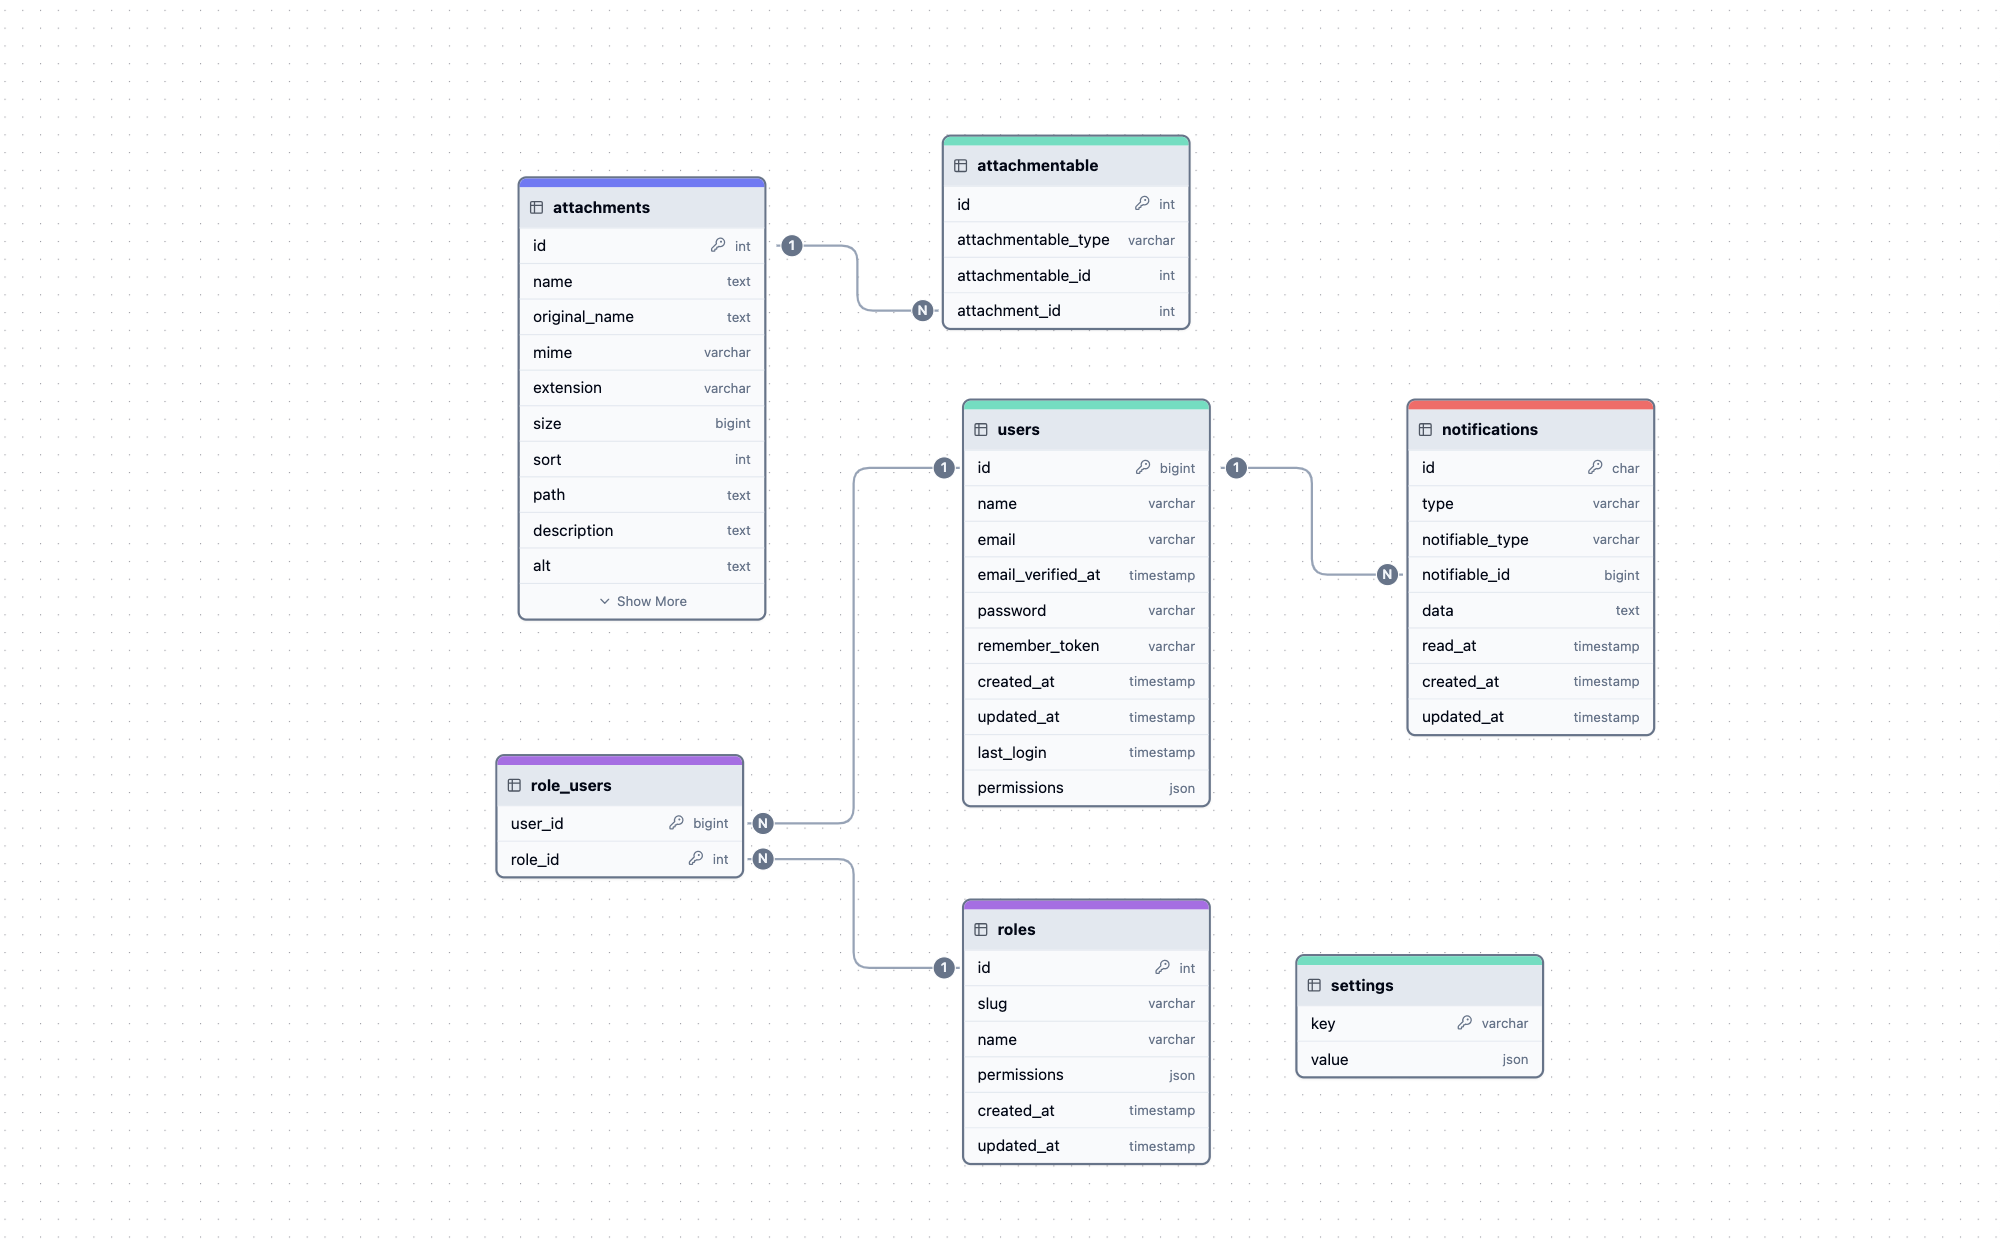 attachmentable
id int
attachmentable_type varchar
attachmentable_id int
attachment_id int
attachments
id int
name text
original_name text
mime varchar
extension varchar
size bigint
sort int
path text
description text
alt text
Show More
1
N
users
id bigint
name varchar
email varchar
email_verified_at timestamp
password varchar
remember_token varchar
created_at timestamp
updated_at timestamp
last_login timestamp
permissions json
1
1
N
notifications
id char
type varchar
notifiable_type varchar
notifiable_id bigint
data text
read_at timestamp
created_at timestamp
updated_at timestamp
role_users
user_id bigint
role_id int
N
N
1
roles
id int
slug varchar
name varchar
permissions json
created_at timestamp
updated_at timestamp
settings
key varchar
value json